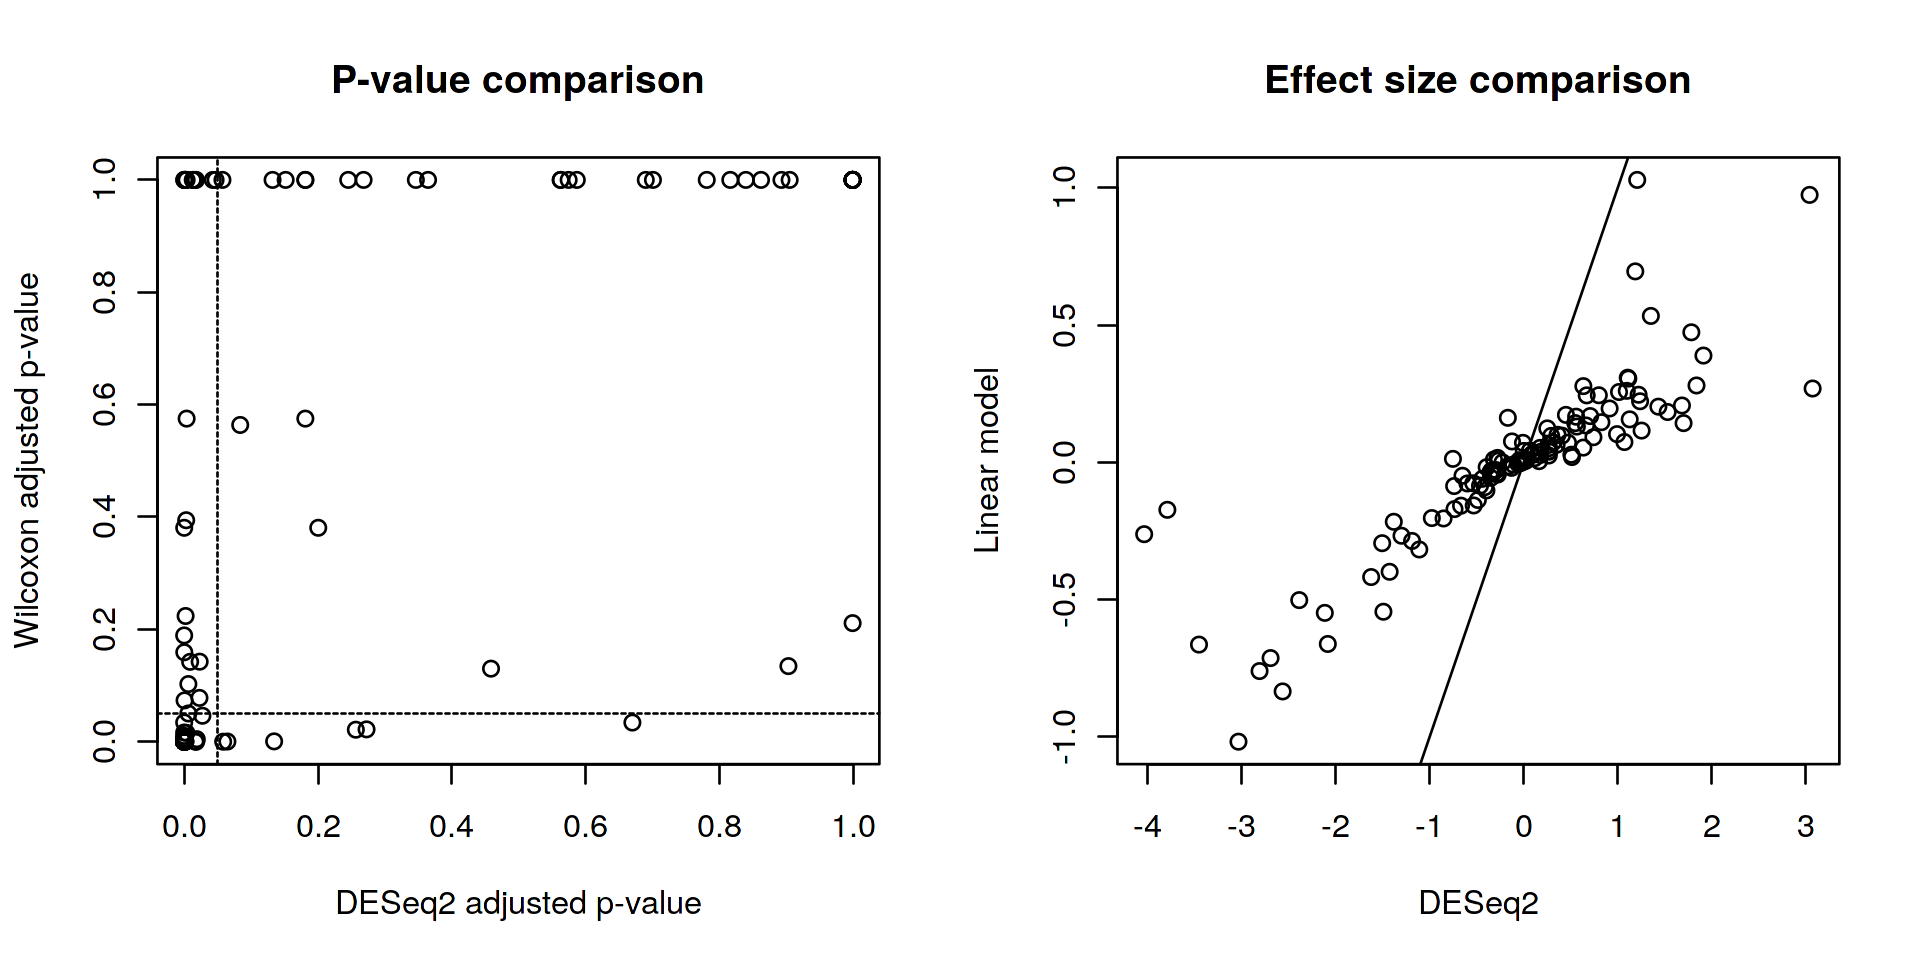 P-value comparison
Wilcoxon adjusted p-value
1.0
0.8
0.6
0.4
0.2
0.0
0.0 0.2 0.4 0.6 0.8 1.0
DESeq2 adjusted p-value
Effect size comparison
Linear model
1.0
0.5
0.0
-0.5
-1.0
-4 -3 -2 -1 0 1 2 3
DESeq2